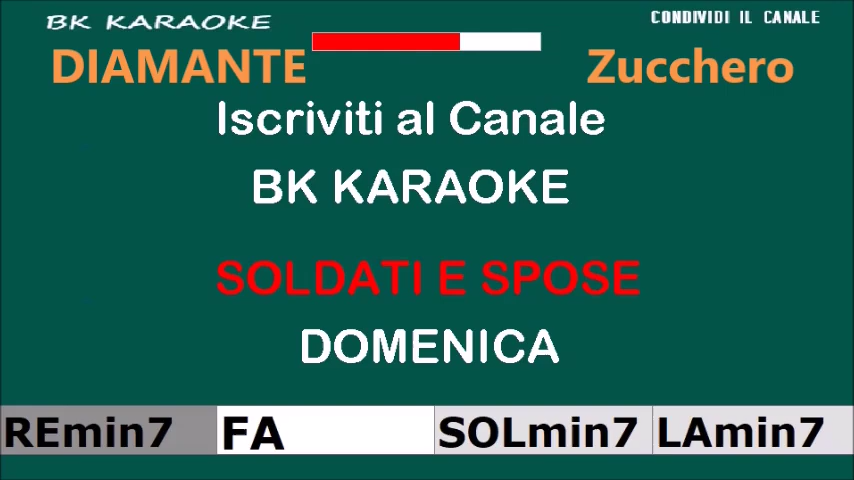 BK KARAOKE
CONDIVIDI IL CANALE
DIAMANTE
Zucchero
Iscriviti al Canale
BK KARAOKE
SOLDATI E SPOSE
DOMENICA
REmin7 FA SOLmin7 LAmin7